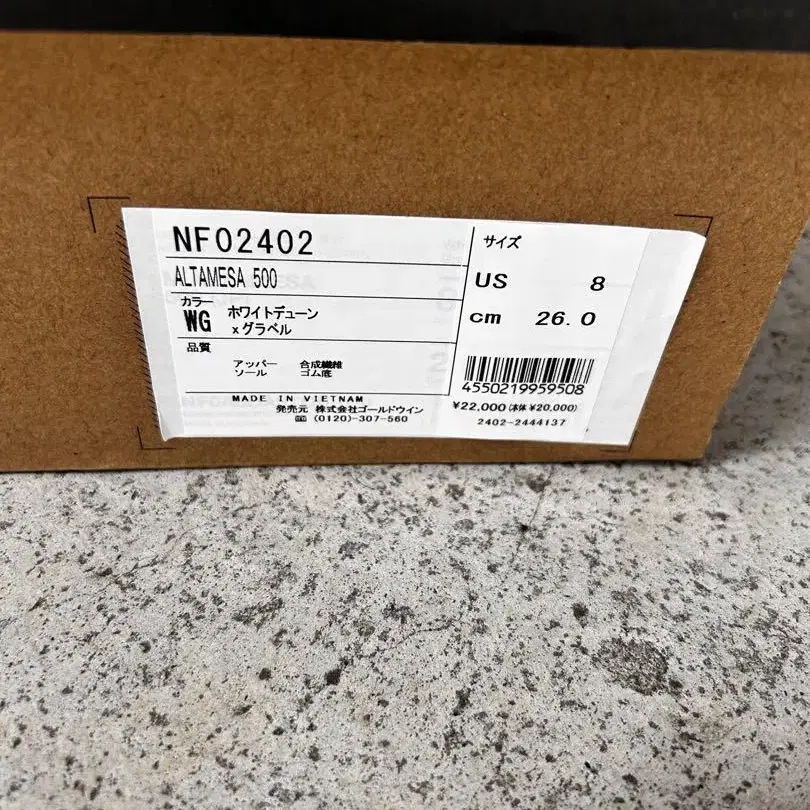 NF02402
ALTAMESA 500
カラー
WG ホワイトデューン
×グラベル
品質
アッパー 合成繊維
ソール ゴム底
MADE IN VIETNAM
発売元 株式会社ゴールドウイン
(0120)-307-560
サイズ
US 8
cm 26.0
4550219959508
¥22,000(本体 ¥20,000)
2402-2444137